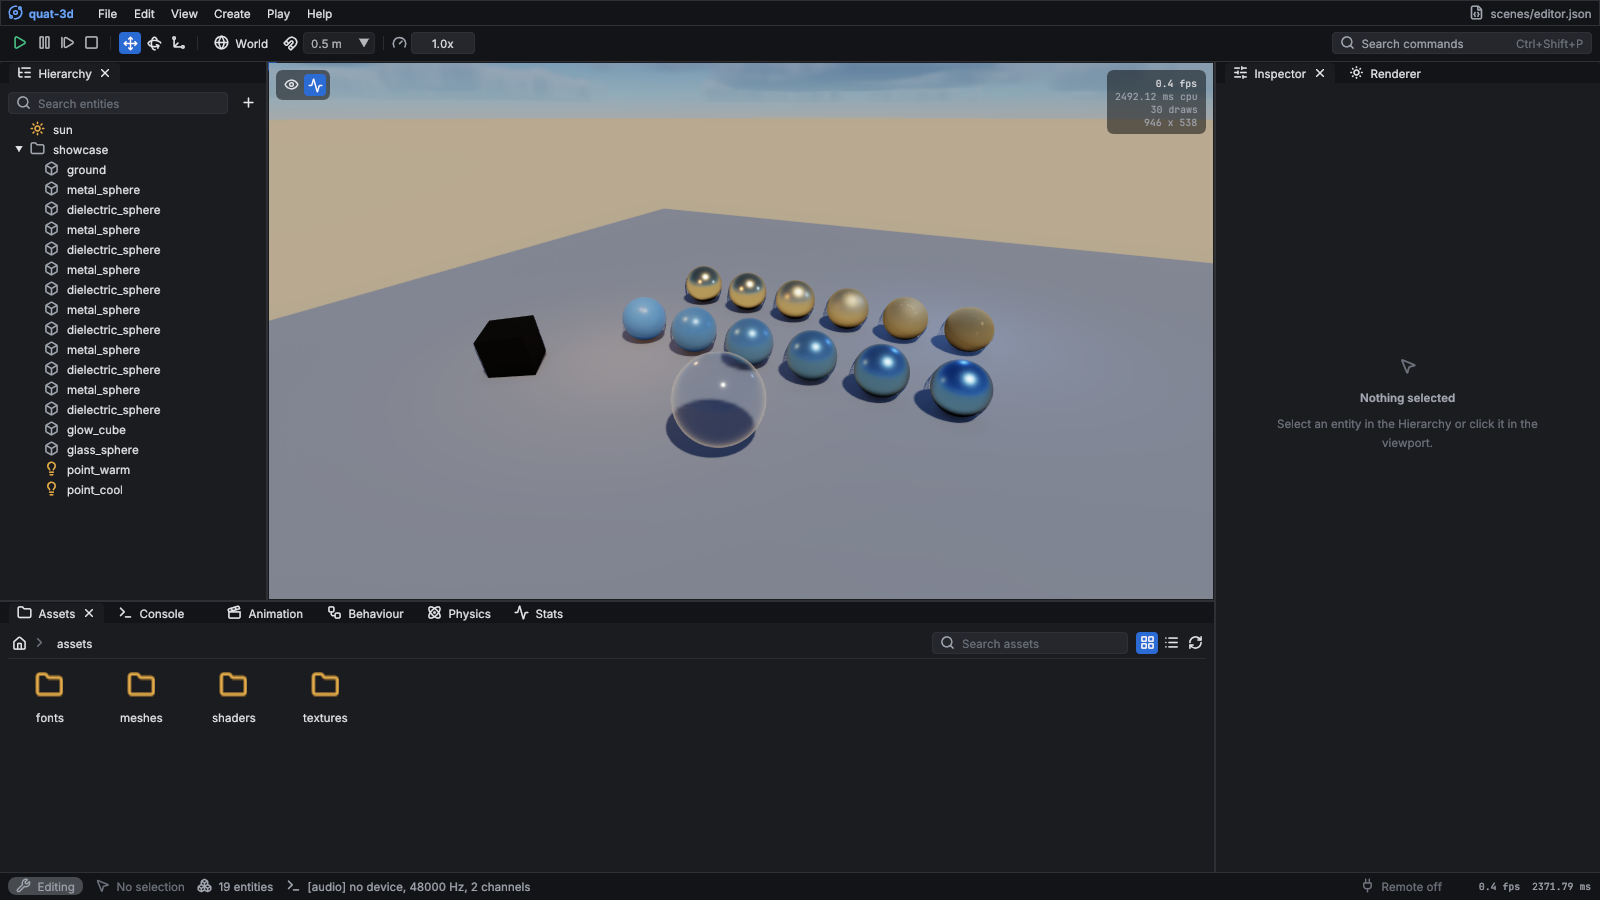 quat-3d File Edit View Create Play Help scenes/editor.json
World 0.5 m 1.0x Search commands Ctrl+Shift+P
Hierarchy
Search entities
sun
showcase
ground
metal_sphere
dielectric_sphere
metal_sphere
dielectric_sphere
metal_sphere
dielectric_sphere
metal_sphere
dielectric_sphere
metal_sphere
dielectric_sphere
metal_sphere
dielectric_sphere
glow_cube
glass_sphere
point_warm
point_cool
0.4 fps
2492.12 ms cpu
30 draws
946 x 538
Inspector Renderer
Nothing selected
Select an entity in the Hierarchy or click it in the
viewport.
Assets Console Animation Behaviour Physics Stats
assets Search assets
fonts meshes shaders textures
Editing No selection 19 entities [audio] no device, 48000 Hz, 2 channels Remote off 0.4 fps 2371.79 ms